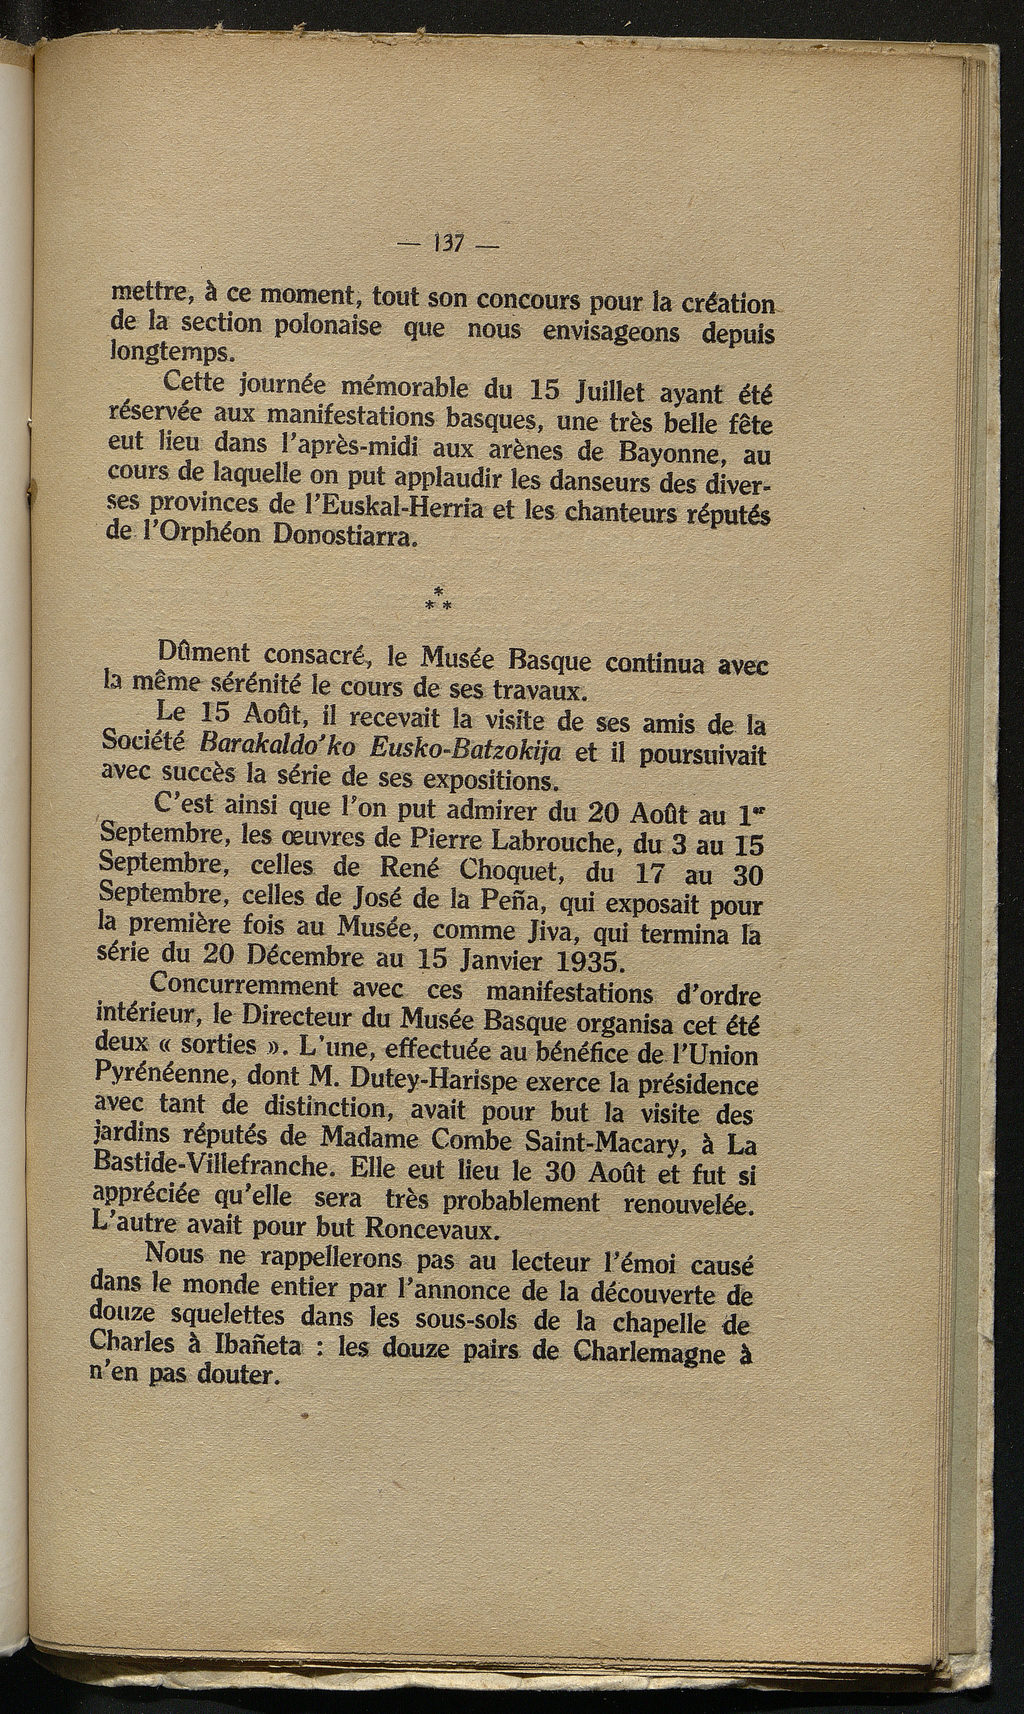 — 137 —
mettre, à ce moment, tout son concours pour la création
de la section polonaise que nous envisageons depuis
longtemps.
Cette journée mémorable du 15 Juillet ayant été
réservée aux manifestations basques, une très belle fête
eut lieu dans l'après-midi aux arènes de Bayonne, au
cours de laquelle on put applaudir les danseurs des diver-
ses provinces de l'Euskal-Herria et les chanteurs réputés
de l'Orphéon Donostiarra.
*
* *
Dûment consacré, le Musée Basque continua avec
la même sérénité le cours de ses travaux.
Le 15 Août, il recevait la visite de ses amis de la
Société Barakaldo'ko Eusko-Batzokija et il poursuivait
avec succès la série de ses expositions.
C'est ainsi que l'on put admirer du 20 Août au 1er
Septembre, les œuvres de Pierre Labrouche, du 3 au 15
Septembre, celles de René Choquet, du 17 au 30
Septembre, celles de José de la Peña, qui exposait pour
la première fois au Musée, comme Jiva, qui termina la
série du 20 Décembre au 15 Janvier 1935.
Concurremment avec ces manifestations d'ordre
intérieur, le Directeur du Musée Basque organisa cet été
deux « sorties ». L'une, effectuée au bénéfice de l'Union
Pyrénéenne, dont M. Dutey-Harispe exerce la présidence
avec tant de distinction, avait pour but la visite des
jardins réputés de Madame Combe Saint-Macary, à La
Bastide-Villefranche. Elle eut lieu le 30 Août et fut si
appréciée qu'elle sera très probablement renouvelée.
L'autre avait pour but Roncevaux.
Nous ne rappellerons pas au lecteur l'émoi causé
dans le monde entier par l'annonce de la découverte de
douze squelettes dans les sous-sols de la chapelle de
Charles à Ibañeta : les douze pairs de Charlemagne à
n'en pas douter.